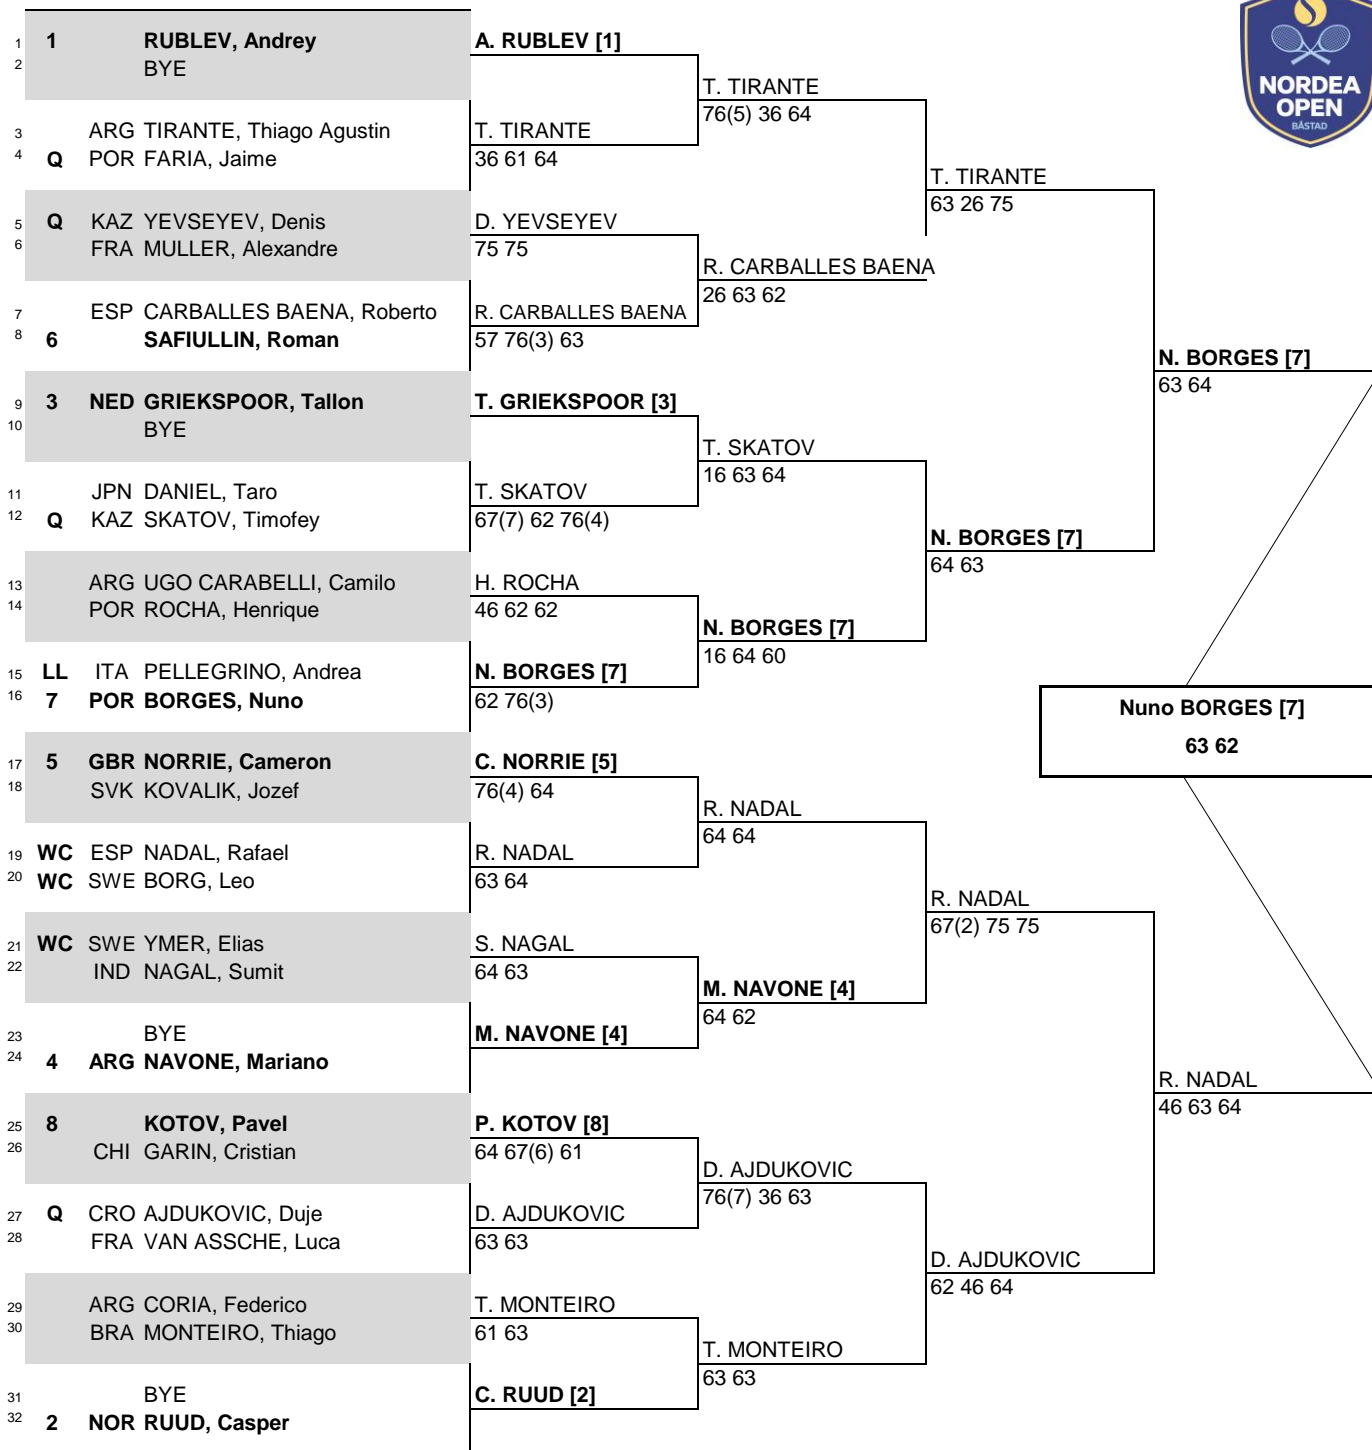 NORDEA
OPEN
BÅSTAD
1 1 RUBLEV, Andrey
2 BYE
3 ARG TIRANTE, Thiago Agustin
4 Q POR FARIA, Jaime
5 Q KAZ YEVSEYEV, Denis
6 FRA MULLER, Alexandre
7 ESP CARBALLES BAENA, Roberto
8 6 SAFIULLIN, Roman
9 3 NED GRIEKSPOOR, Tallon
10 BYE
11 JPN DANIEL, Taro
12 Q KAZ SKATOV, Timofey
13 ARG UGO CARABELLI, Camilo
14 POR ROCHA, Henrique
15 LL ITA PELLEGRINO, Andrea
16 7 POR BORGES, Nuno
17 5 GBR NORRIE, Cameron
18 SVK KOVALIK, Jozef
19 WC ESP NADAL, Rafael
20 WC SWE BORG, Leo
21 WC SWE YMER, Elias
22 IND NAGAL, Sumit
23 BYE
24 4 ARG NAVONE, Mariano
25 8 KOTOV, Pavel
26 CHI GARIN, Cristian
27 Q CRO AJDUKOVIC, Duje
28 FRA VAN ASSCHE, Luca
29 ARG CORIA, Federico
30 BRA MONTEIRO, Thiago
31 BYE
32 2 NOR RUUD, Casper
A. RUBLEV [1]
T. TIRANTE
36 61 64
D. YEVSEYEV
75 75
R. CARBALLES BAENA
57 76(3) 63
T. GRIEKSPOOR [3]
T. SKATOV
67(7) 62 76(4)
H. ROCHA
46 62 62
N. BORGES [7]
62 76(3)
C. NORRIE [5]
76(4) 64
R. NADAL
63 64
S. NAGAL
64 63
M. NAVONE [4]
P. KOTOV [8]
64 67(6) 61
D. AJDUKOVIC
63 63
T. MONTEIRO
61 63
C. RUUD [2]
T. TIRANTE
76(5) 36 64
R. CARBALLES BAENA
26 63 62
T. SKATOV
16 63 64
N. BORGES [7]
16 64 60
R. NADAL
64 64
M. NAVONE [4]
64 62
D. AJDUKOVIC
76(7) 36 63
T. MONTEIRO
63 63
T. TIRANTE
63 26 75
N. BORGES [7]
64 63
R. NADAL
67(2) 75 75
D. AJDUKOVIC
62 46 64
N. BORGES [7]
63 64
R. NADAL
46 63 64
Nuno BORGES [7]
63 62